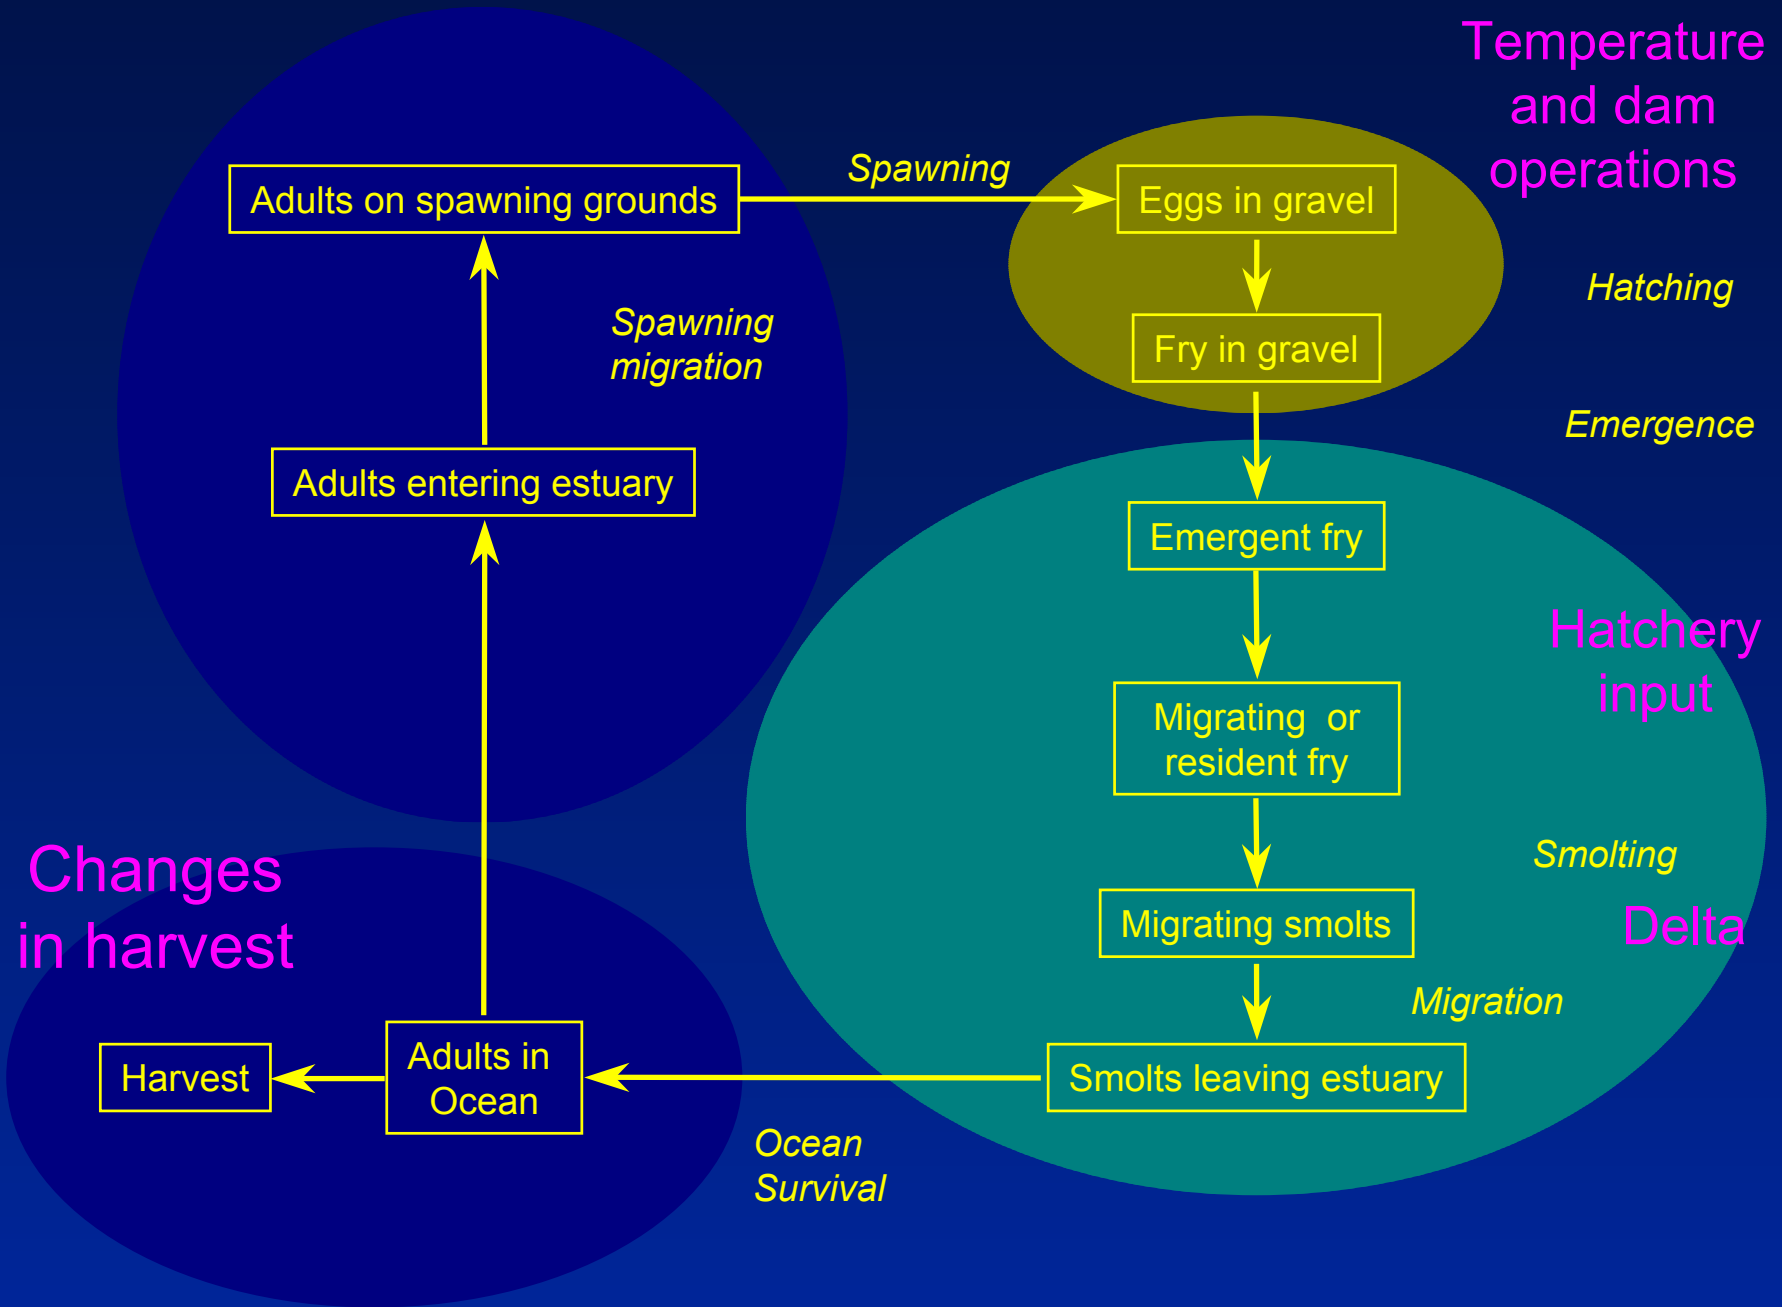 Temperature
and dam
operations
Spawning
Adults on spawning grounds
Eggs in gravel
Hatching
Spawning
migration
Fry in gravel
Emergence
Adults entering estuary
Emergent fry
Hatchery
input
Migrating or
resident fry
Smolting
Changes
in harvest
Migrating smolts
Delta
Migration
Harvest
Adults in
Ocean
Smolts leaving estuary
Ocean
Survival